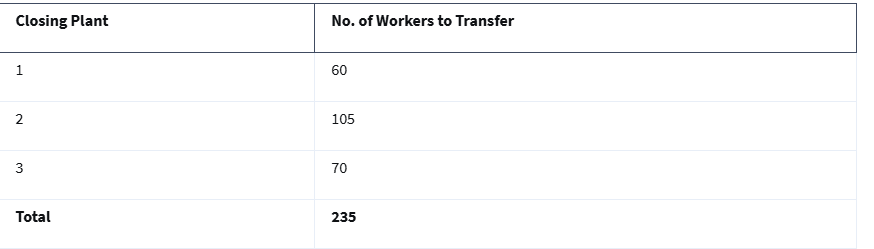 Closing Plant No. of Workers to Transfer
1 60
2 105
3 70
Total 235